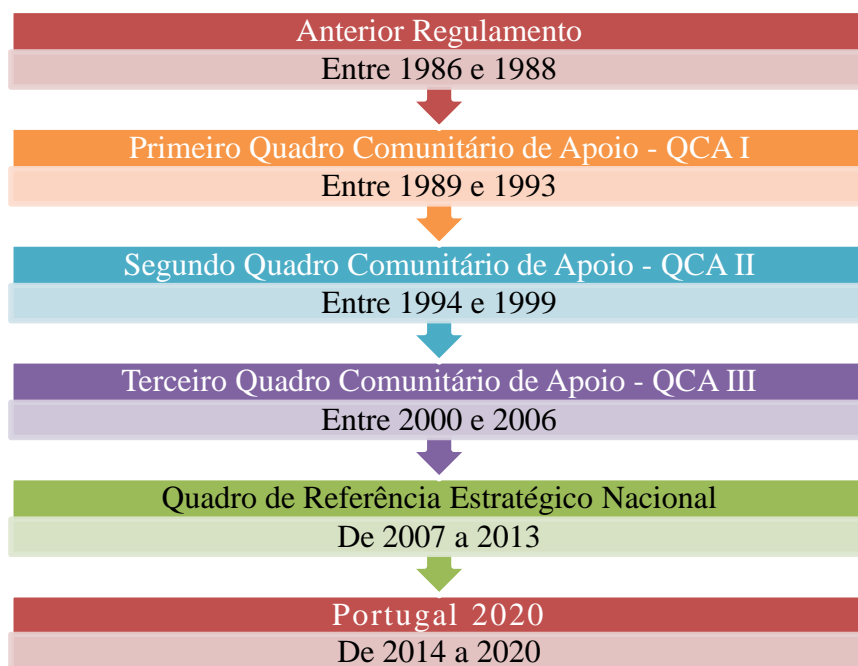 Anterior Regulamento
Entre 1986 e 1988
Primeiro Quadro Comunitário de Apoio - QCA I
Entre 1989 e 1993
Segundo Quadro Comunitário de Apoio - QCA II
Entre 1994 e 1999
Terceiro Quadro Comunitário de Apoio - QCA III
Entre 2000 e 2006
Quadro de Referência Estratégico Nacional
De 2007 a 2013
Portugal 2020
De 2014 a 2020